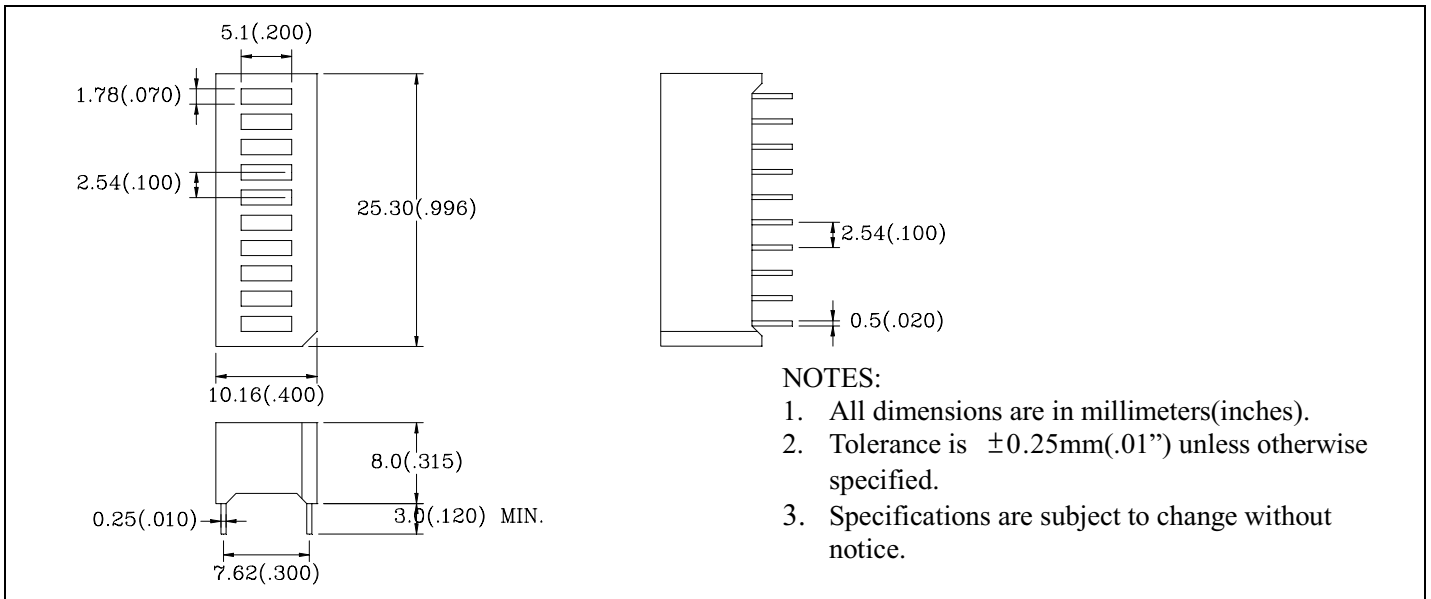 5.1(.200)
1.78(.070)
2.54(.100)
25.30(.996)
10.16(.400)
8.0(.315)
0.25(.010)
3.0(.120) MIN.
7.62(.300)
2.54(.100)
0.5(.020)
NOTES:
1. All dimensions are in millimeters(inches).
2. Tolerance is ±0.25mm(.01”) unless otherwise
specified.
3. Specifications are subject to change without
notice.